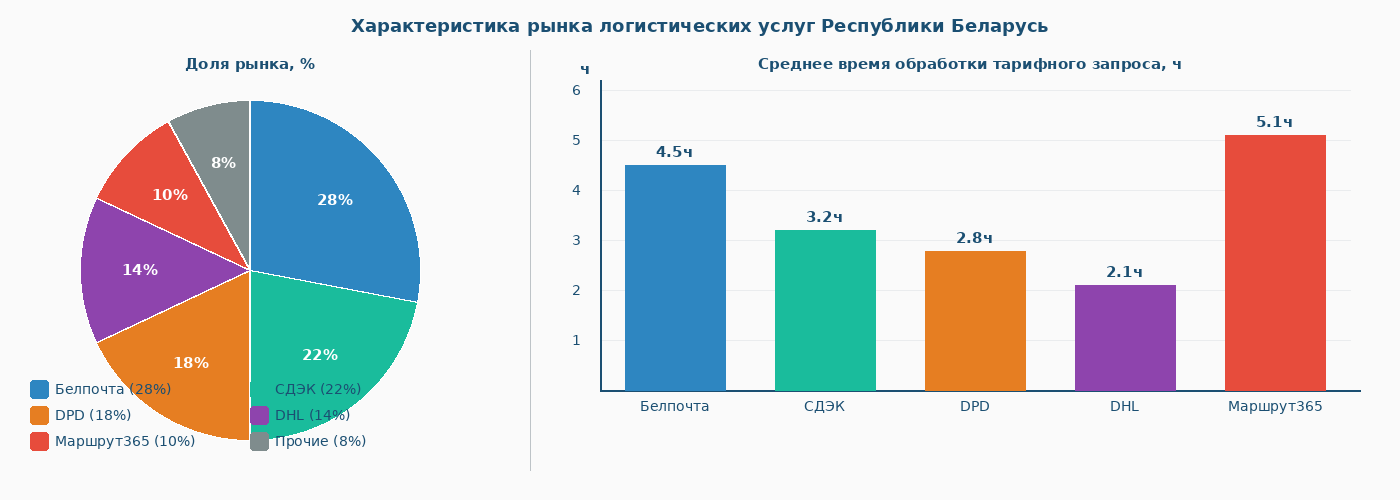 Характеристика рынка логистических услуг Республики Беларусь
Доля рынка, %
28%
22%
18%
14%
10%
8%
Белпочта (28%)
СДЭК (22%)
DPD (18%)
DHL (14%)
Маршрут365 (10%)
Прочие (8%)
Среднее время обработки тарифного запроса, ч
ч
6
5
4
3
2
1
4.5ч
3.2ч
2.8ч
2.1ч
5.1ч
Белпочта
СДЭК
DPD
DHL
Маршрут365